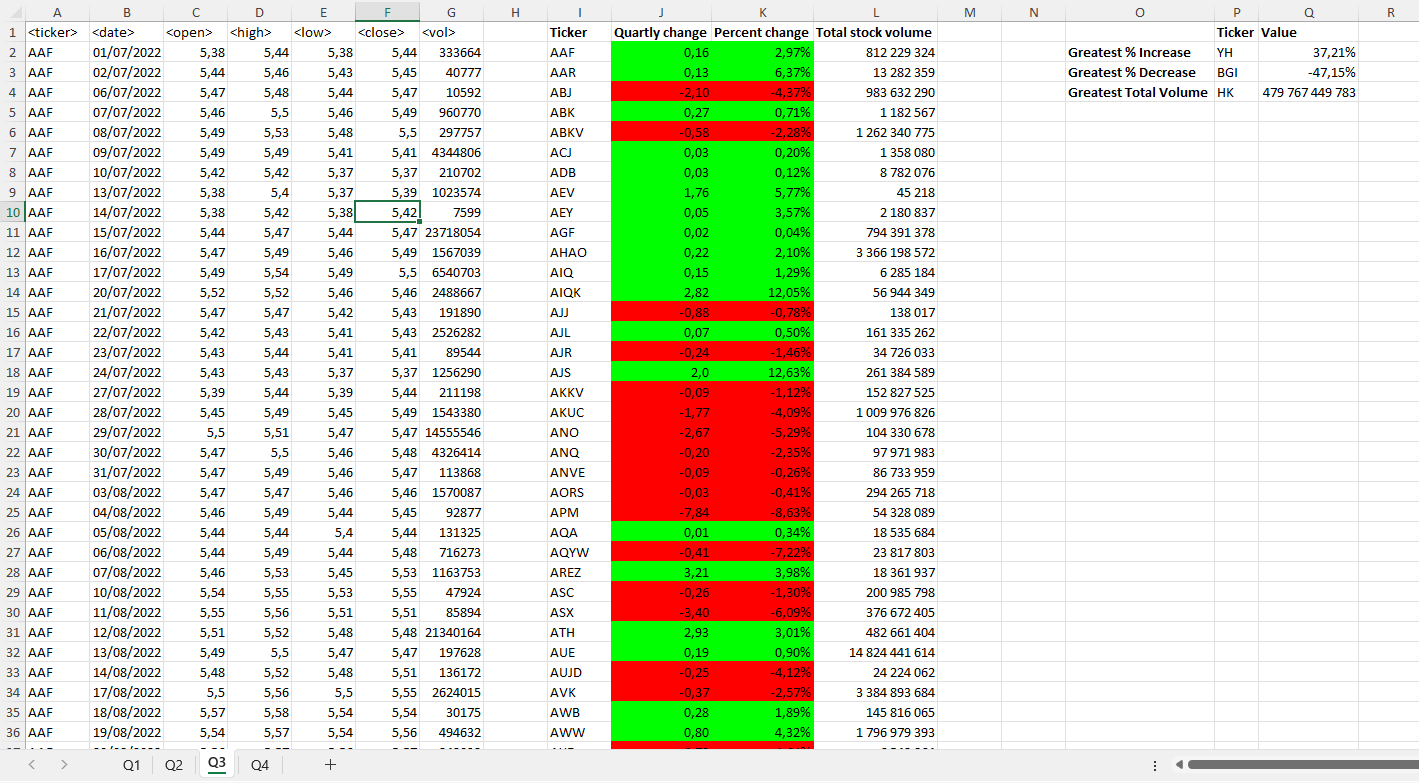 A B C D E F G H I J K L M N O P Q R
1 <ticker> <date> <open> <high> <low> <close> <vol> Ticker Quartly change Percent change Total stock volume Ticker Value
2 AAF 01/07/2022 5,38 5,44 5,38 5,44 333664 AAF 0,16 2,97% 812 229 324 Greatest % Increase YH 37,21%
3 AAF 02/07/2022 5,44 5,46 5,43 5,45 40777 AAR 0,13 6,37% 13 282 359 Greatest % Decrease BGI -47,15%
4 AAF 06/07/2022 5,47 5,48 5,44 5,47 10592 ABJ -2,10 -4,37% 983 632 290 Greatest Total Volume HK 479 767 449 783
5 AAF 07/07/2022 5,46 5,5 5,46 5,49 960770 ABK 0,27 0,71% 1 182 567
6 AAF 08/07/2022 5,49 5,53 5,48 5,5 297757 ABKV -0,58 -2,28% 1 262 340 775
7 AAF 09/07/2022 5,49 5,49 5,41 5,41 4344806 ACJ 0,03 0,20% 1 358 080
8 AAF 10/07/2022 5,42 5,42 5,37 5,37 210702 ADB 0,03 0,12% 8 782 076
9 AAF 13/07/2022 5,38 5,4 5,37 5,39 1023574 AEV 1,76 5,77% 45 218
10 AAF 14/07/2022 5,38 5,42 5,38 5,42 7599 AEY 0,05 3,57% 2 180 837
11 AAF 15/07/2022 5,44 5,47 5,44 5,47 23718054 AGF 0,02 0,04% 794 391 378
12 AAF 16/07/2022 5,47 5,49 5,46 5,49 1567039 AHAO 0,22 2,10% 3 366 198 572
13 AAF 17/07/2022 5,49 5,54 5,49 5,5 6540703 AIQ 0,15 1,29% 6 285 184
14 AAF 20/07/2022 5,52 5,52 5,46 5,46 2488667 AIQK 2,82 12,05% 56 944 349
15 AAF 21/07/2022 5,47 5,47 5,42 5,43 191890 AJJ -0,88 -0,78% 138 017
16 AAF 22/07/2022 5,42 5,43 5,41 5,43 2526282 AJL 0,07 0,50% 161 335 262
17 AAF 23/07/2022 5,43 5,44 5,41 5,41 89544 AJR -0,24 -1,46% 34 726 033
18 AAF 24/07/2022 5,43 5,43 5,37 5,37 1256290 AJS 2,0 12,63% 261 384 589
19 AAF 27/07/2022 5,39 5,44 5,39 5,44 211198 AKKV -0,09 -1,12% 152 827 525
20 AAF 28/07/2022 5,45 5,49 5,45 5,49 1543380 AKUC -1,77 -4,09% 1 009 976 826
21 AAF 29/07/2022 5,5 5,51 5,47 5,47 14555546 ANO -2,67 -5,29% 104 330 678
22 AAF 30/07/2022 5,47 5,5 5,46 5,48 4326414 ANQ -0,20 -2,35% 97 971 983
23 AAF 31/07/2022 5,47 5,49 5,46 5,47 113868 ANVE -0,09 -0,26% 86 733 959
24 AAF 03/08/2022 5,47 5,47 5,46 5,46 1570087 AORS -0,03 -0,41% 294 265 718
25 AAF 04/08/2022 5,46 5,49 5,44 5,45 92877 APM -7,84 -8,63% 54 328 089
26 AAF 05/08/2022 5,44 5,44 5,4 5,44 131325 AQA 0,01 0,34% 18 535 684
27 AAF 06/08/2022 5,44 5,49 5,44 5,48 716273 AQYW -0,41 -7,22% 23 817 803
28 AAF 07/08/2022 5,46 5,53 5,45 5,53 1163753 AREZ 3,21 3,98% 18 361 937
29 AAF 10/08/2022 5,54 5,55 5,53 5,55 47924 ASC -0,26 -1,30% 200 985 798
30 AAF 11/08/2022 5,55 5,56 5,51 5,51 85894 ASX -3,40 -6,09% 376 672 405
31 AAF 12/08/2022 5,51 5,52 5,48 5,48 21340164 ATH 2,93 3,01% 482 661 404
32 AAF 13/08/2022 5,49 5,5 5,47 5,47 197628 AUE 0,19 0,90% 14 824 441 614
33 AAF 14/08/2022 5,48 5,52 5,48 5,51 136172 AUJD -0,25 -4,12% 24 224 062
34 AAF 17/08/2022 5,5 5,56 5,5 5,55 2624015 AVK -0,37 -2,57% 3 384 893 684
35 AAF 18/08/2022 5,57 5,58 5,54 5,54 30175 AWB 0,28 1,89% 145 816 065
36 AAF 19/08/2022 5,54 5,57 5,54 5,56 494632 AWW 0,80 4,32% 1 796 979 393
Q1 Q2 Q3 Q4